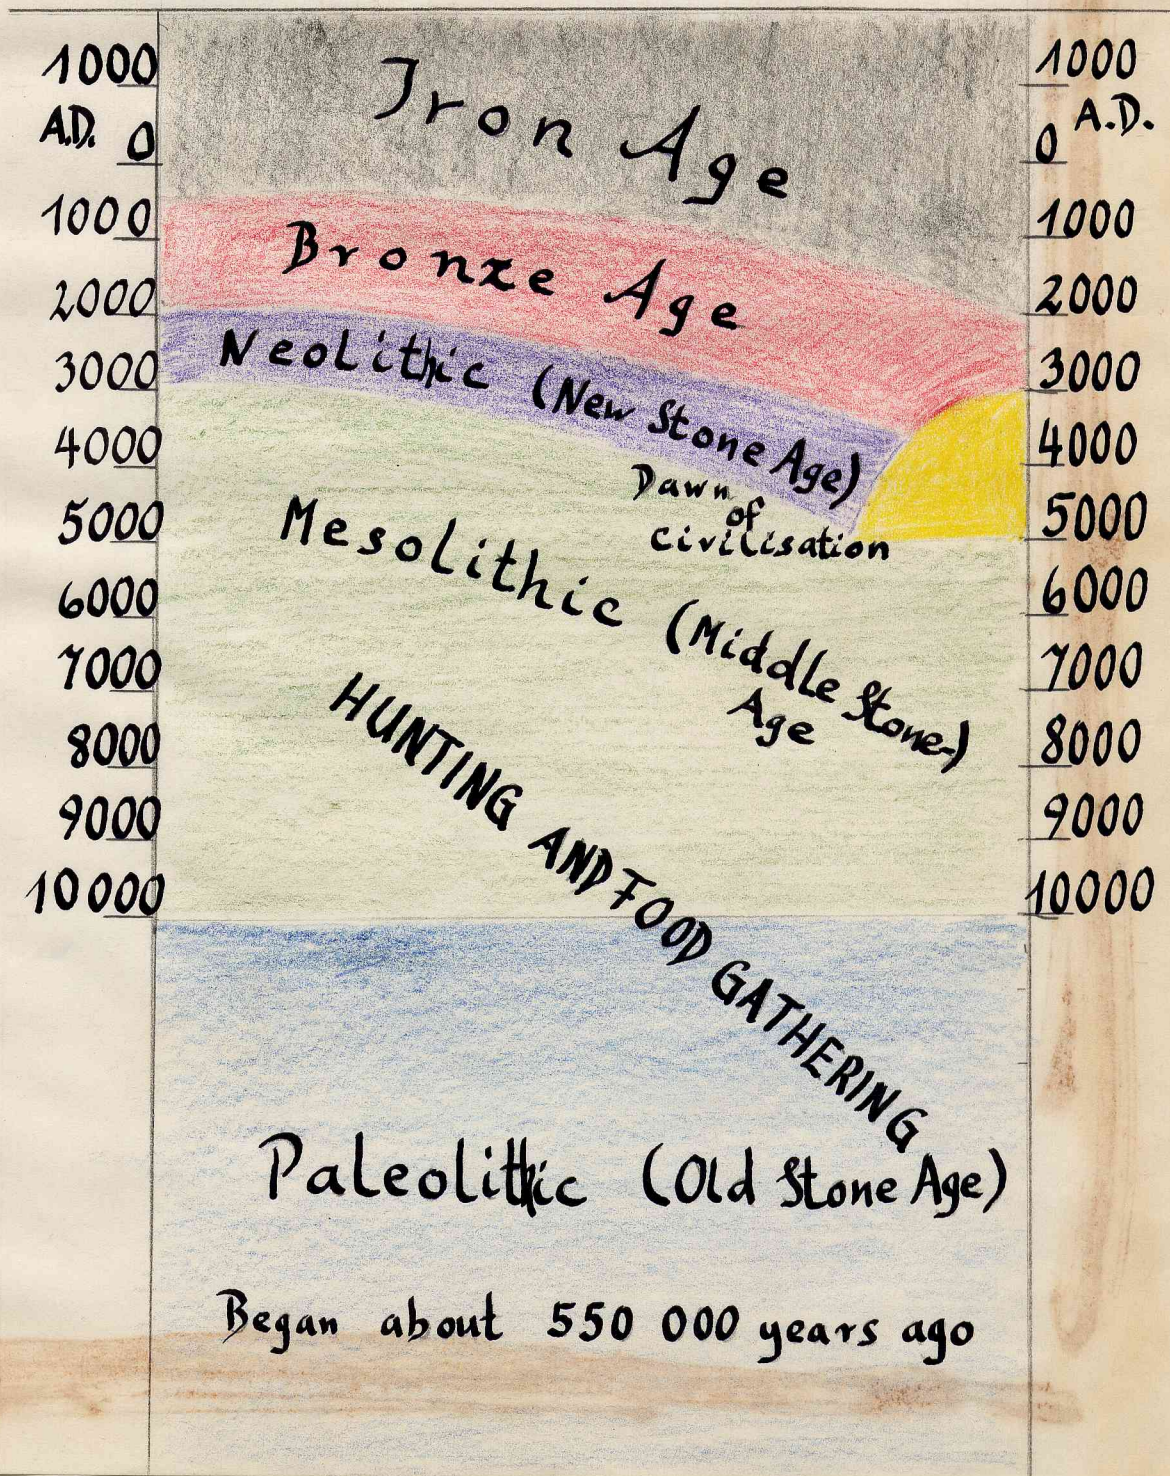 1000
A.D.
0
1000
2000
3000
4000
5000
6000
7000
8000
9000
10000
Iron Age
Bronze Age
Neolithic (New Stone Age)
Dawn
of
civilisation
Mesolithic (Middle Stone-)
Age
HUNTING AND FOOD GATHERING
Paleolithic (Old Stone Age)
Began about 550 000 years ago
1000
A.D.
0
1000
2000
3000
4000
5000
6000
7000
8000
9000
10000